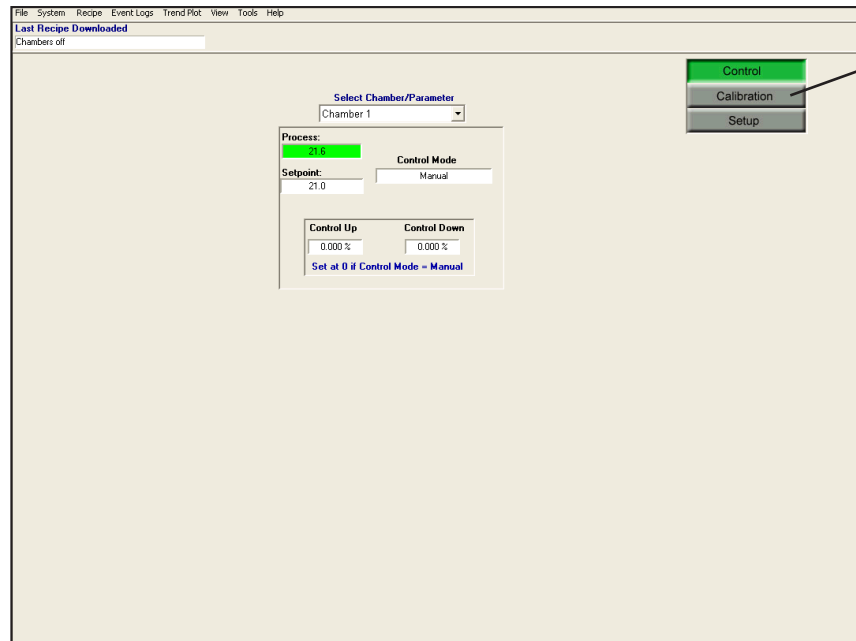 File System Recipe Event Logs Trend Plot View Tools Help
Last Recipe Downloaded
Chambers off
Control
Calibration
Setup
Select Chamber/Parameter
Chamber 1
Process:
21.6
Control Mode
Manual
Setpoint:
21.0
Control Up Control Down
0.000 % 0.000 %
Set at 0 if Control Mode = Manual